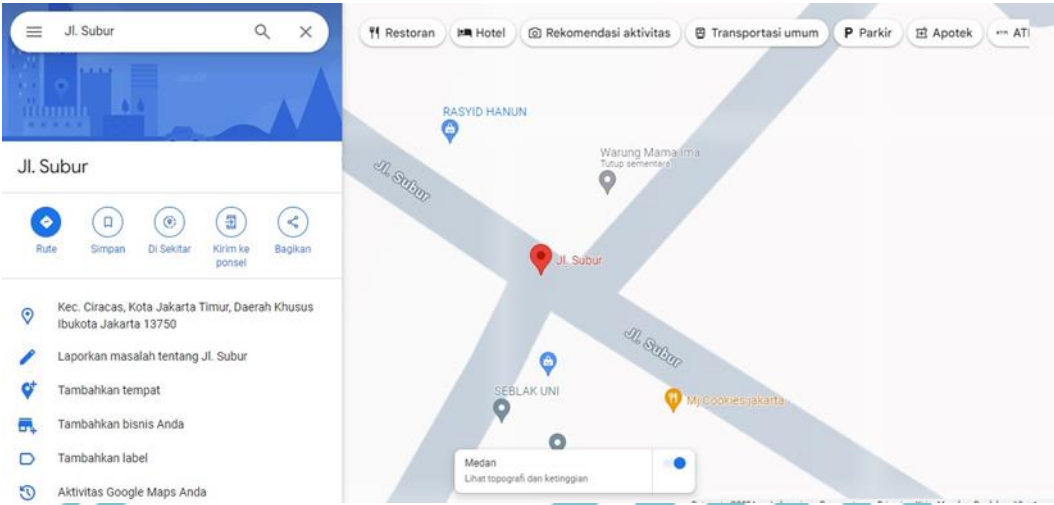 Jl. Subur
Restoran
Hotel
Rekomendasi aktivitas
Transportasi umum
P Parkir
Apotek
Jl. Subur
Rute
Simpan
Di Sekitar
Kirim ke
ponsel
Bagikan
Kec. Ciracas, Kota Jakarta Timur, Daerah Khusus
Ibukota Jakarta 13750
Laporkan masalah tentang Jl. Subur
Tambahkan tempat
Tambahkan bisnis Anda
Tambahkan label
Aktivitas Google Maps Anda
RASYID HANUN
Warung Mama Ima
Tutup sementara
Jl. Subur
Jl. Subur
Jl. Subur
SEBLAK UNI
Mj Cookies jakarta
Medan
Lihat topografi dan ketinggian